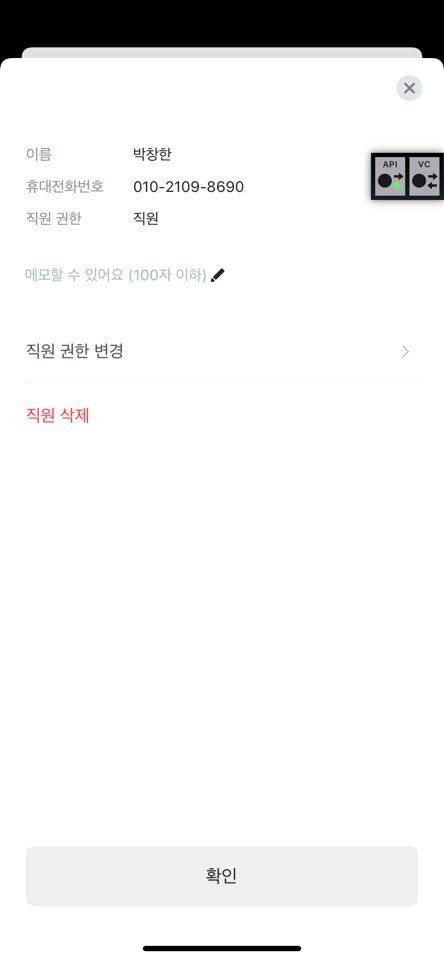 API VC
이름 박창한
휴대전화번호 010-2109-8690
직원 권한 직원
메모할 수 있어요 (100자 이하)
직원 권한 변경
직원 삭제
확인